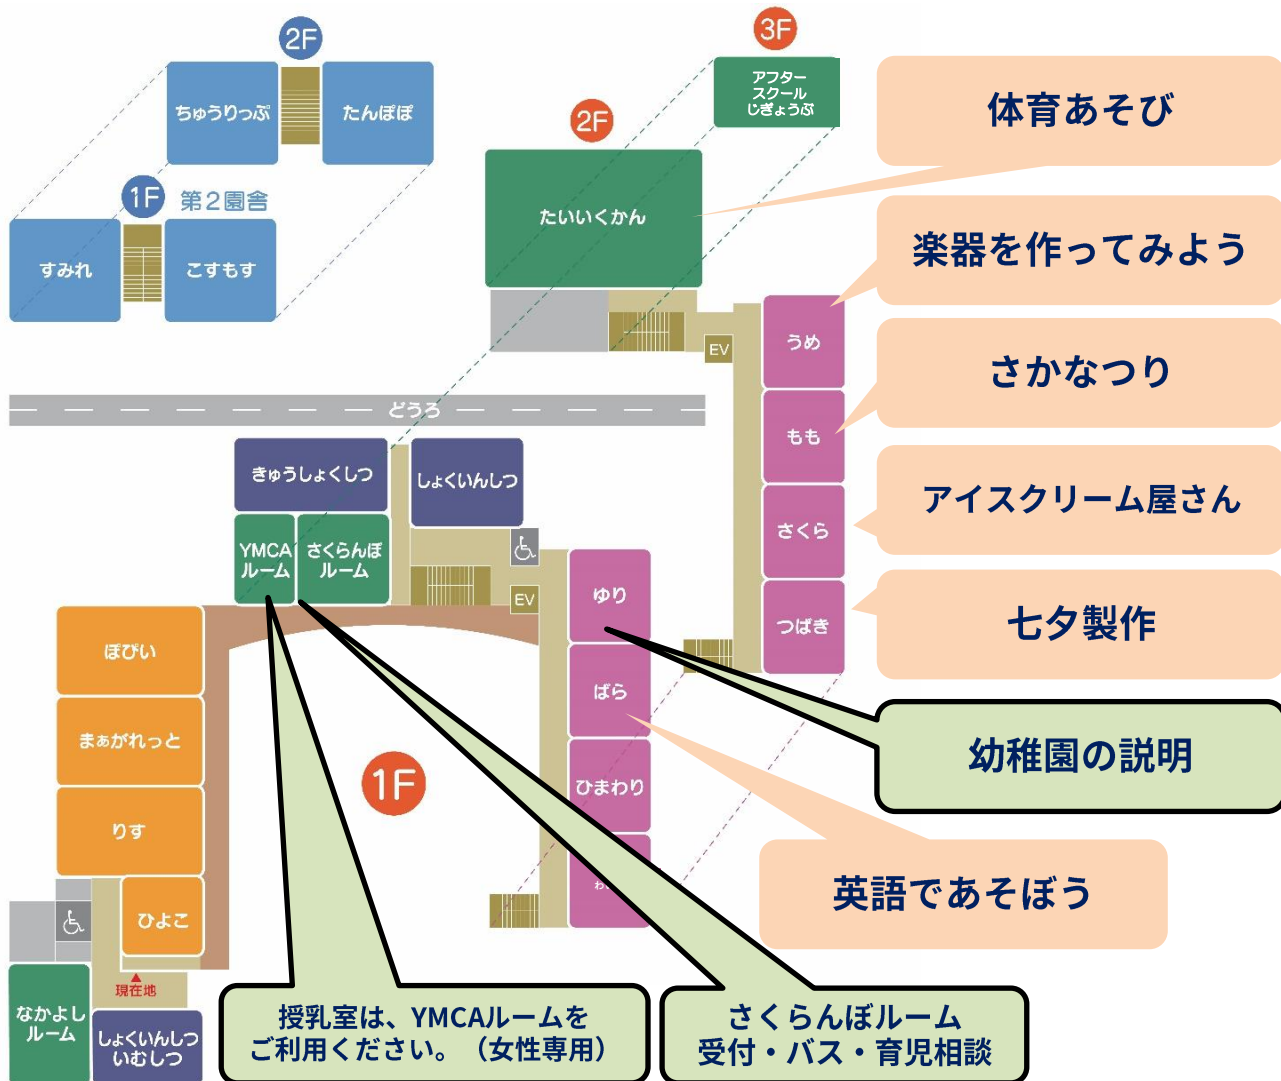 2F
ちゅうりっぷ
たんぽぽ
1F
第2園舎
すみれ
こすもす
3F
アフター
スクール
じぎょうぶ
2F
たいいくかん
EV
うめ
もも
さくら
つばき
体育あそび
楽器を作ってみよう
さかなつり
アイスクリーム屋さん
七夕製作
どうろ
きゅうしょくしつ
しょくいんしつ
YMCA
ルーム
さくらんぼ
ルーム
EV
ゆり
ばら
ひまわり
幼稚園の説明
英語であそぼう
1F
ぽぴい
まぁがれっと
りす
ひよこ
現在地
なかよし
ルーム
しょくいんしつ
いむしつ
授乳室は、YMCAルームを
ご利用ください。（女性専用）
さくらんぼルーム
受付・バス・育児相談